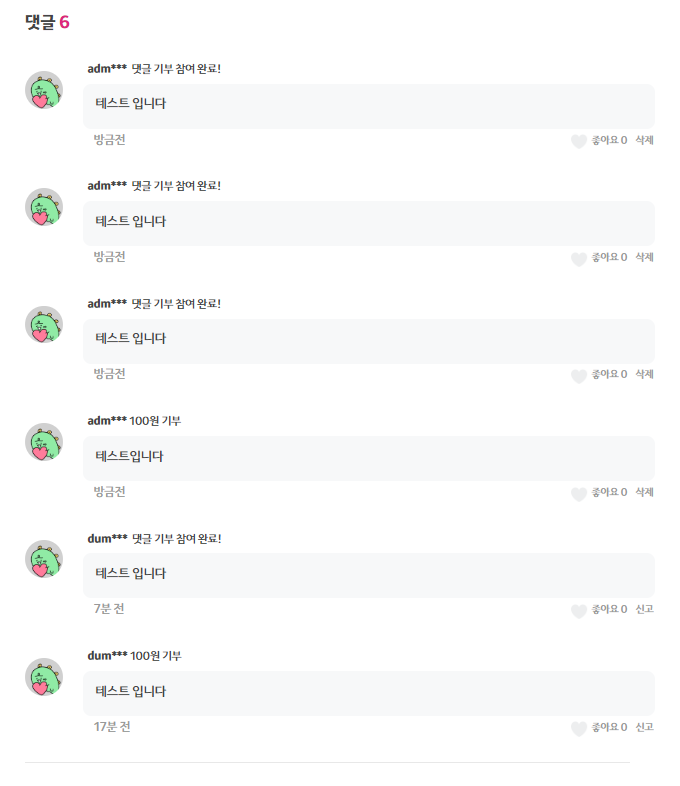 댓글 6
adm*** 댓글 기부 참여 완료!
테스트 입니다
방금전 좋아요 0 삭제
adm*** 댓글 기부 참여 완료!
테스트 입니다
방금전 좋아요 0 삭제
adm*** 댓글 기부 참여 완료!
테스트 입니다
방금전 좋아요 0 삭제
adm*** 100원 기부
테스트입니다
방금전 좋아요 0 삭제
dum*** 댓글 기부 참여 완료!
테스트 입니다
7분 전 좋아요 0 신고
dum*** 100원 기부
테스트 입니다
17분 전 좋아요 0 신고